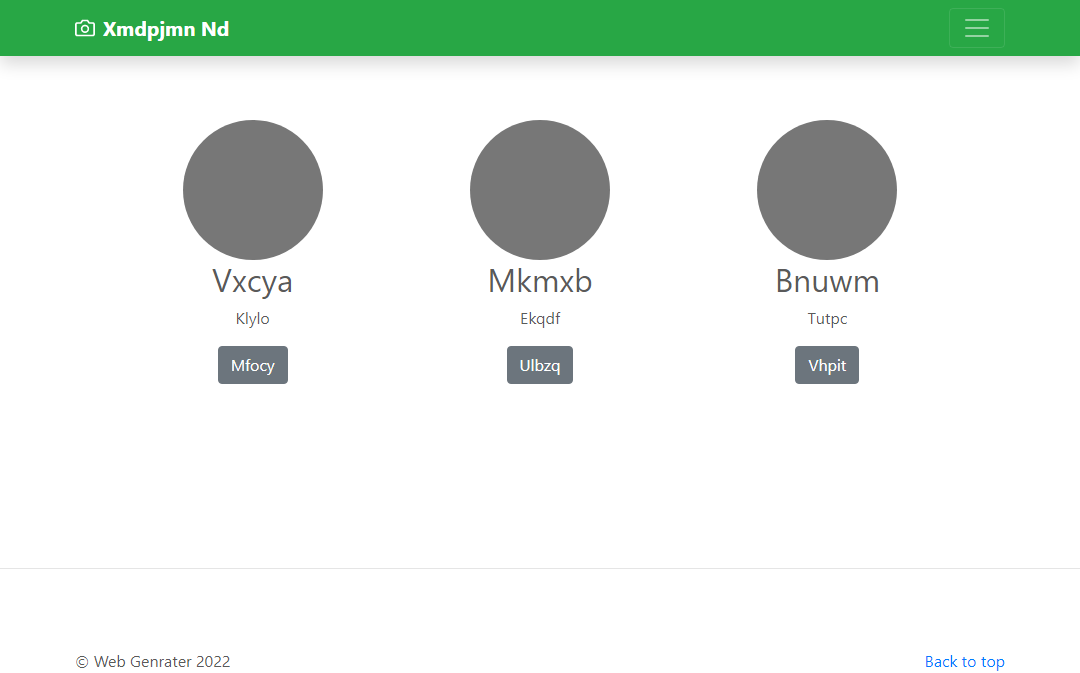 Xmdpjmn Nd
Vxcya
Klylo
Mfocy
Mkmxb
Ekqdf
Ulbzq
Bnuwm
Tutpc
Vhpit
© Web Genrater 2022
Back to top